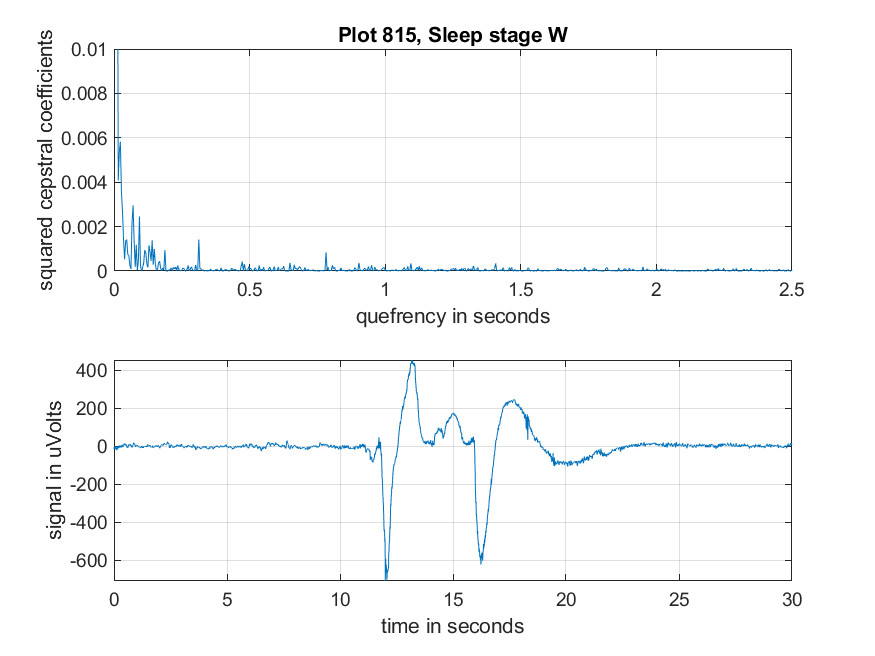 Plot 815, Sleep stage W
squared cepstral coefficients
0.01
0.008
0.006
0.004
0.002
0
0 0.5 1 1.5 2 2.5
quefrency in seconds
signal in uVolts
400
200
0
-200
-400
-600
0 5 10 15 20 25 30
time in seconds